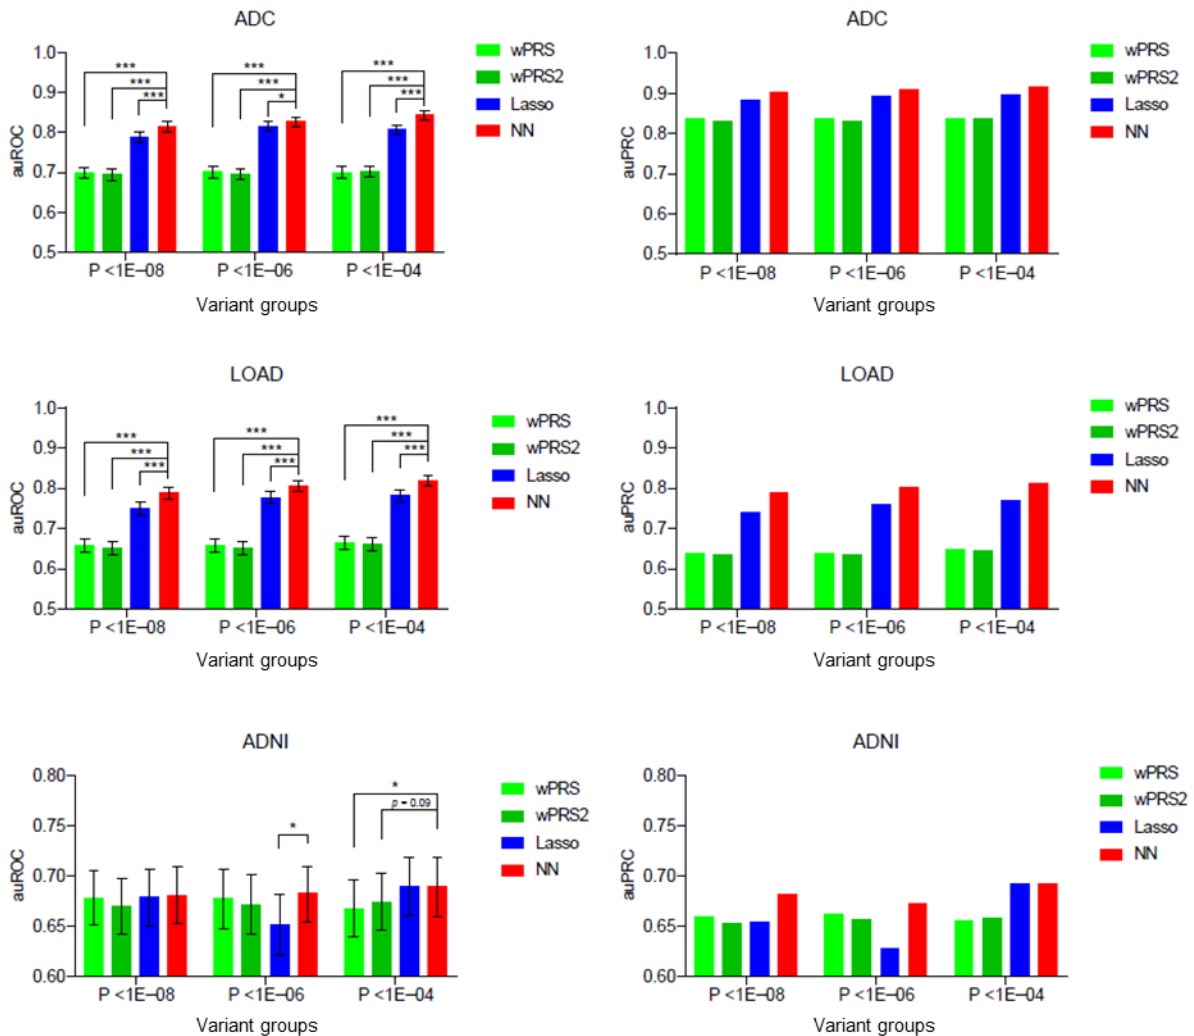 ADC
1.0
0.9
0.8
0.7
0.6
0.5
auROC
***
***
***
***
***
*
***
***
***
P <1E–08
P <1E–06
P <1E–04
Variant groups
wPRS
wPRS2
Lasso
NN
ADC
1.0
0.9
0.8
0.7
0.6
0.5
auPRC
P <1E–08
P <1E–06
P <1E–04
Variant groups
wPRS
wPRS2
Lasso
NN
LOAD
1.0
0.9
0.8
0.7
0.6
0.5
auROC
***
***
***
***
***
***
***
***
***
P <1E–08
P <1E–06
P <1E–04
Variant groups
wPRS
wPRS2
Lasso
NN
LOAD
1.0
0.9
0.8
0.7
0.6
0.5
auPRC
P <1E–08
P <1E–06
P <1E–04
Variant groups
wPRS
wPRS2
Lasso
NN
ADNI
0.80
0.75
0.70
0.65
0.60
auROC
*
*
p = 0.09
P <1E–08
P <1E–06
P <1E–04
Variant groups
wPRS
wPRS2
Lasso
NN
ADNI
0.80
0.75
0.70
0.65
0.60
auPRC
P <1E–08
P <1E–06
P <1E–04
Variant groups
wPRS
wPRS2
Lasso
NN